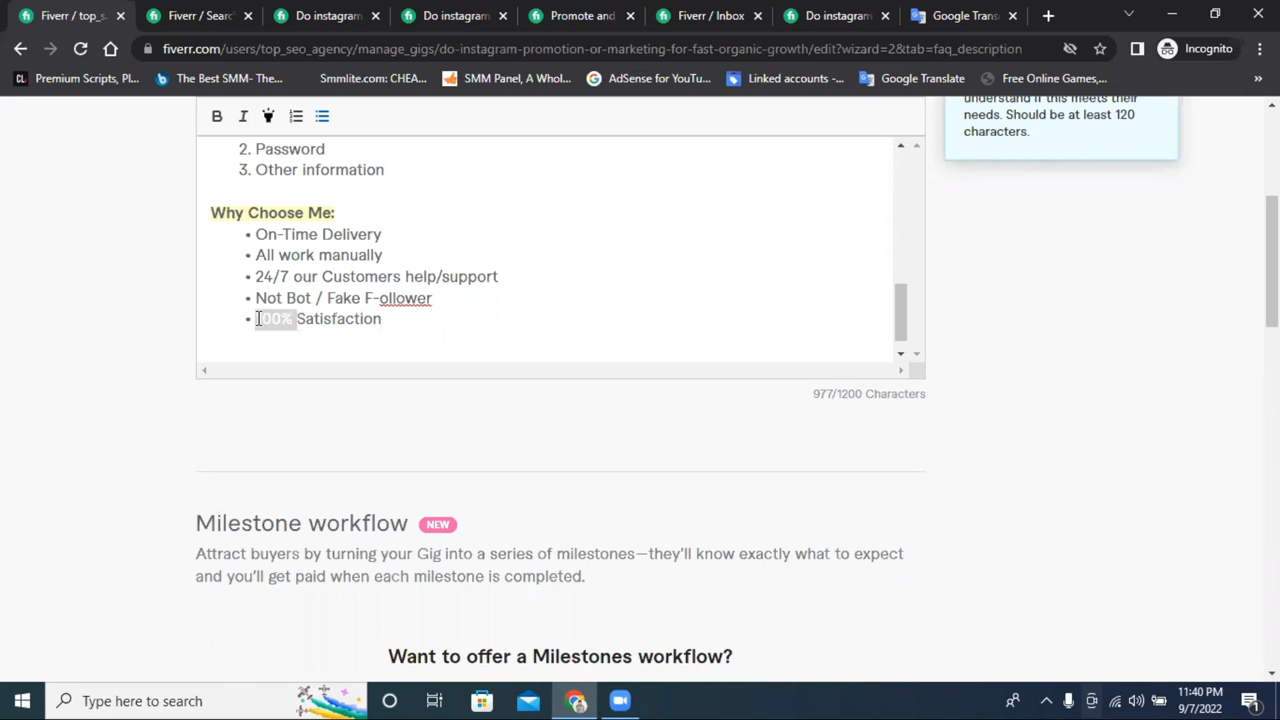 Fiverr / top_s
Fiverr / Searc
Do instagram
Do instagram
Promote and
Fiverr / Inbox
Do instagram
Google Trans
fiverr.com/users/top_seo_agency/manage_gigs/do-instagram-promotion-or-marketing-for-fast-organic-growth/edit?wizard=2&tab=faq_description
Incognito
Premium Scripts, Pl...
The Best SMM- The...
Smmlite.com: CHEA...
SMM Panel, A Whol...
AdSense for YouTu...
Linked accounts -...
Google Translate
Free Online Games,...
»
understand if this meets their
needs. Should be at least 120
characters.
B I
2. Password
3. Other information
Why Choose Me:
• On-Time Delivery
• All work manually
• 24/7 our Customers help/support
• Not Bot / Fake F-ollower
• 100% Satisfaction
977/1200 Characters
Milestone workflow NEW
Attract buyers by turning your Gig into a series of milestones—they'll know exactly what to expect
and you'll get paid when each milestone is completed.
Want to offer a Milestones workflow?
Type here to search
11:40 PM
9/7/2022
1